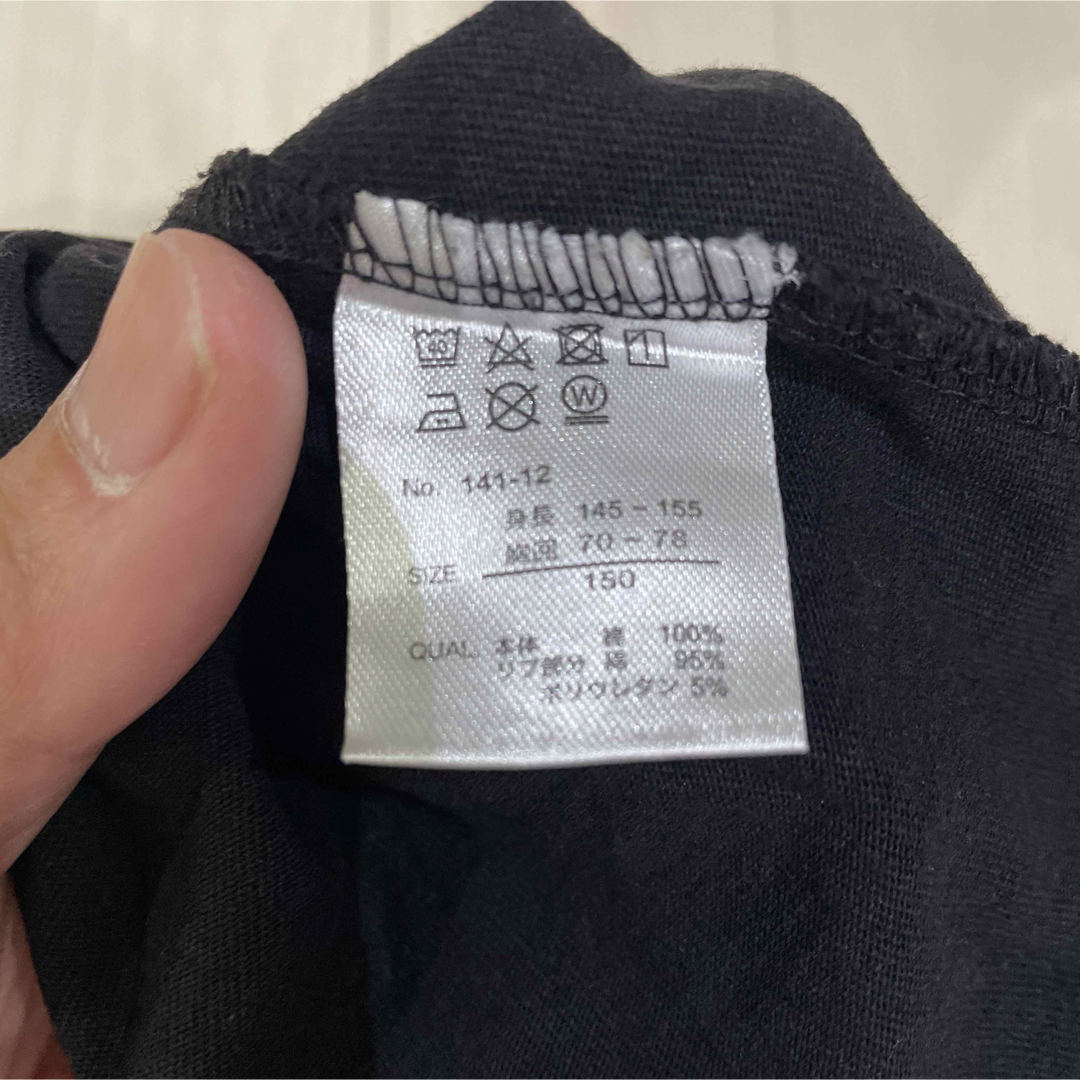 40
W
No. 141-12
身長 145~155
胸囲 70~78
SIZE 150
QUAL. 本体 綿 100%
リブ部分 綿 95%
ポリウレタン 5%